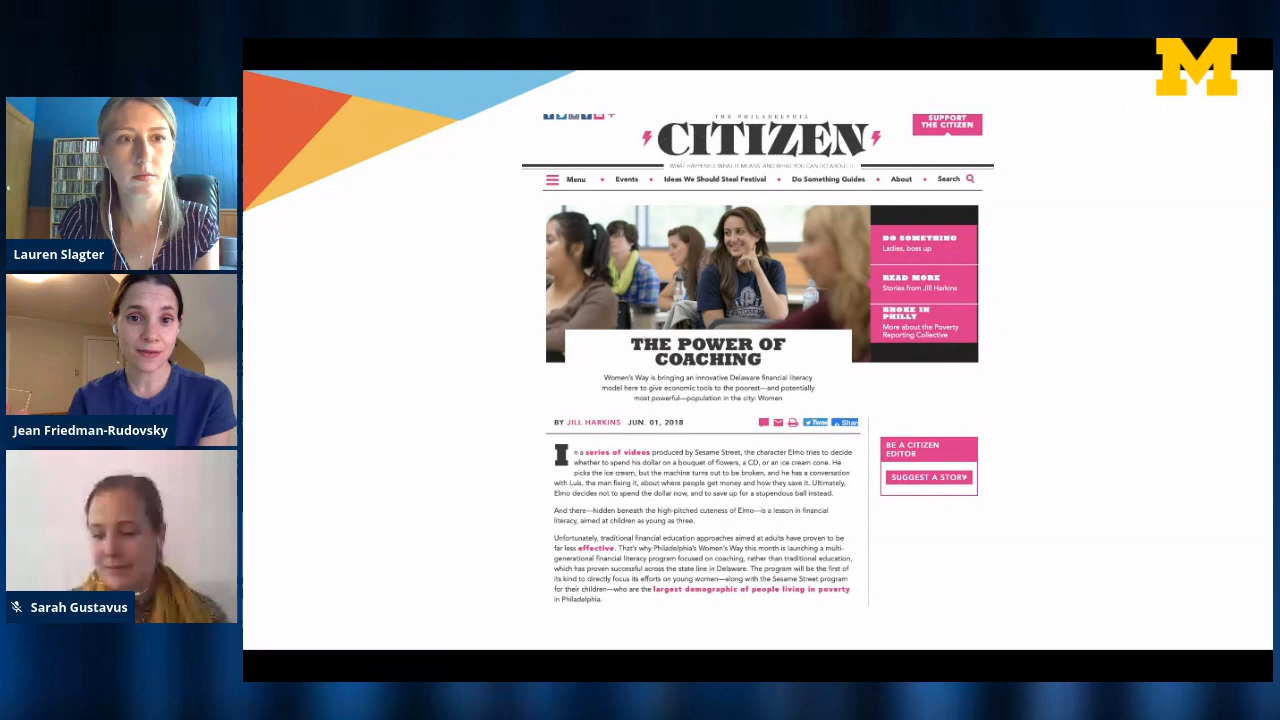 Lauren Slagter
Jean Friedman-Rudovsky
Sarah Gustavus
M
THE PHILADELPHIA
CITIZEN
SUPPORT
THE CITIZEN
WHAT HAPPENED, WHAT IT MEANS, AND WHAT YOU CAN DO ABOUT IT
Menu • Events • Ideas We Should Steal Festival • Do Something Guides • About • Search
DO SOMETHING
Ladies, boss up
READ MORE
Stories from Jill Harkins
BROKE IN
PHILLY
More about the Poverty
Reporting Collective
THE POWER OF
COACHING
Women's Way is bringing an innovative Delaware financial literacy
model here to give economic tools to the poorest—and potentially
most powerful—population in the city: Women
BY JILL HARKINS JUN. 01, 2018
Twee
Shar
In a series of videos produced by Sesame Street, the character Elmo tries to decide
whether to spend his dollar on a bouquet of flowers, a CD, or an ice cream cone. He
picks the ice cream, but the machine turns out to be broken, and he has a conversation
with Luis, the man fixing it, about where people get money and how they save it. Ultimately,
Elmo decides not to spend the dollar now, and to save up for a stupendous ball instead.
And there—hidden beneath the high-pitched cuteness of Elmo—is a lesson in financial
literacy, aimed at children as young as three.
Unfortunately, traditional financial education approaches aimed at adults have proven to be
far less effective. That's why Philadelphia's Women's Way this month is launching a multi-
generational financial literacy program focused on coaching, rather than traditional education,
which has proven successful across the state line in Delaware. The program will be the first of
its kind to directly focus its efforts on young women—along with the Sesame Street program
for their children—who are the largest demographic of people living in poverty
in Philadelphia.
BE A CITIZEN
EDITOR
SUGGEST A STORY